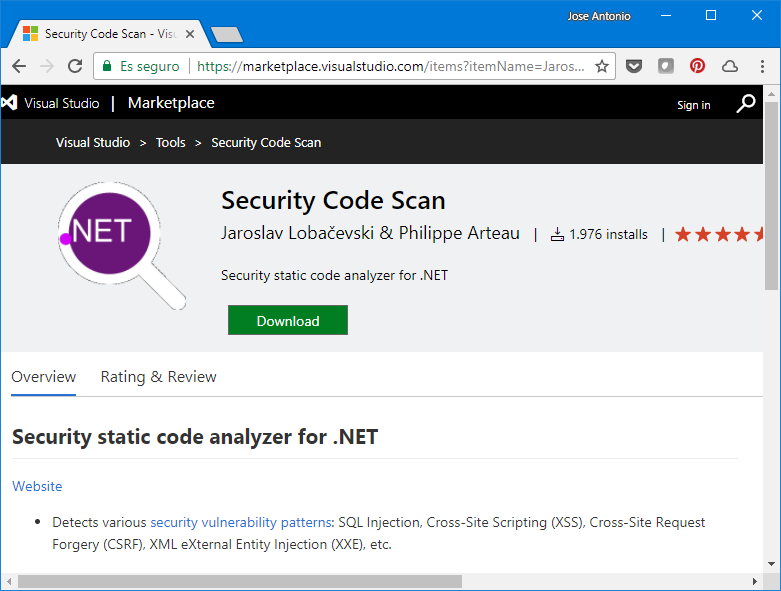 Jose Antonio
Security Code Scan - Visu
Es seguro | https://marketplace.visualstudio.com/items?itemName=Jaros...
Visual Studio | Marketplace
Sign in
Visual Studio > Tools > Security Code Scan
.NET
Security Code Scan
Jaroslav Lobačevski & Philippe Arteau | 1.976 installs |
Security static code analyzer for .NET
Download
Overview
Rating & Review
Security static code analyzer for .NET
Website
• Detects various security vulnerability patterns: SQL Injection, Cross-Site Scripting (XSS), Cross-Site Request
Forgery (CSRF), XML eXternal Entity Injection (XXE), etc.